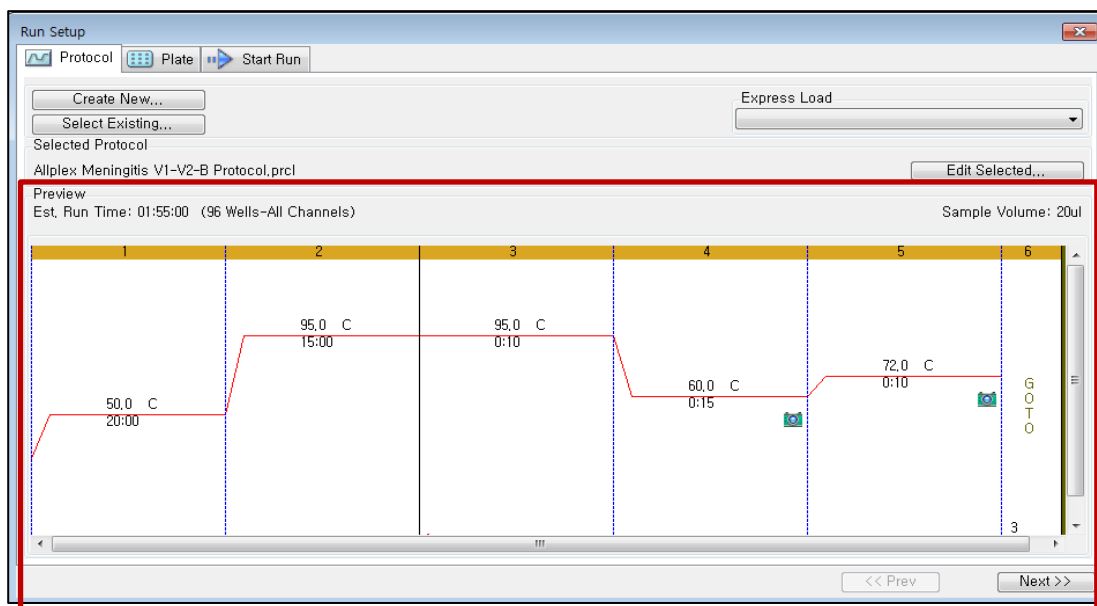 Run Setup
Protocol Plate Start Run
Create New,,,
Select Existing,,,
Express Load
Selected Protocol
Allplex Meningitis V1-V2-B Protocol,prcl
Edit Selected,,,
Preview
Est, Run Time: 01:55:00 (96 Wells-All Channels)
Sample Volume: 20ul
1 2 3 4 5 6
95,0 C
15:00
95,0 C
0:10
72,0 C
0:10
60,0 C
0:15
50,0 C
20:00
GOTO
3
<< Prev Next >>